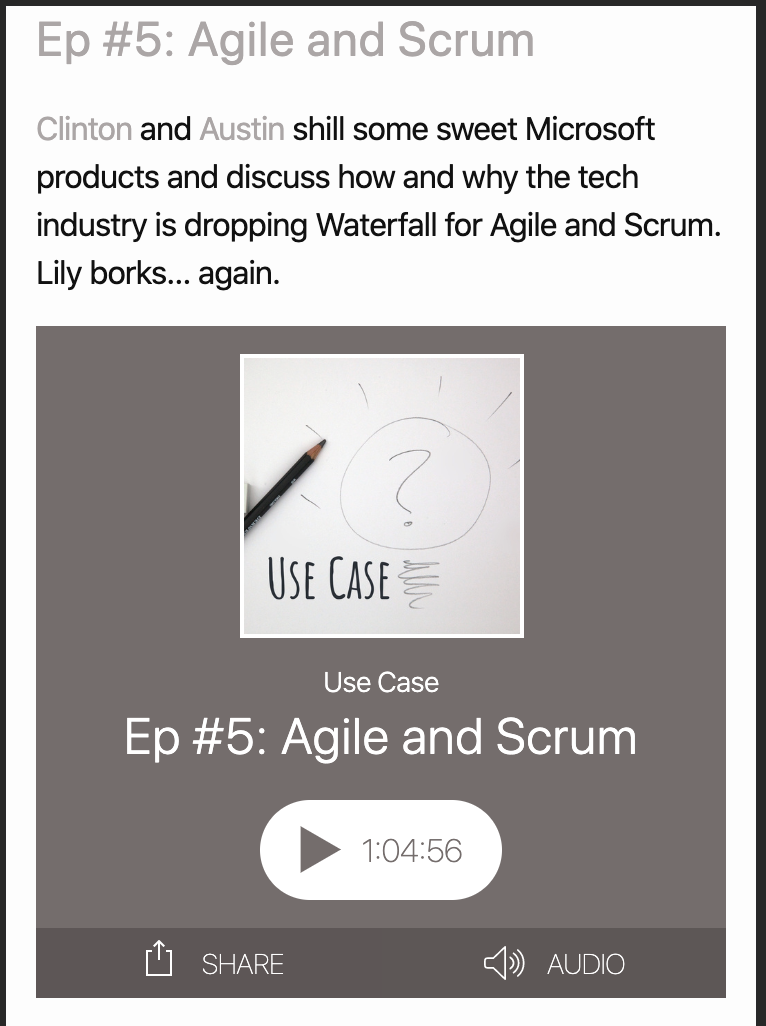 Ep #5: Agile and Scrum
Clinton and Austin shill some sweet Microsoft
products and discuss how and why the tech
industry is dropping Waterfall for Agile and Scrum.
Lily borks... again.
?
USE CASE
Use Case
Ep #5: Agile and Scrum
1:04:56
SHARE
AUDIO